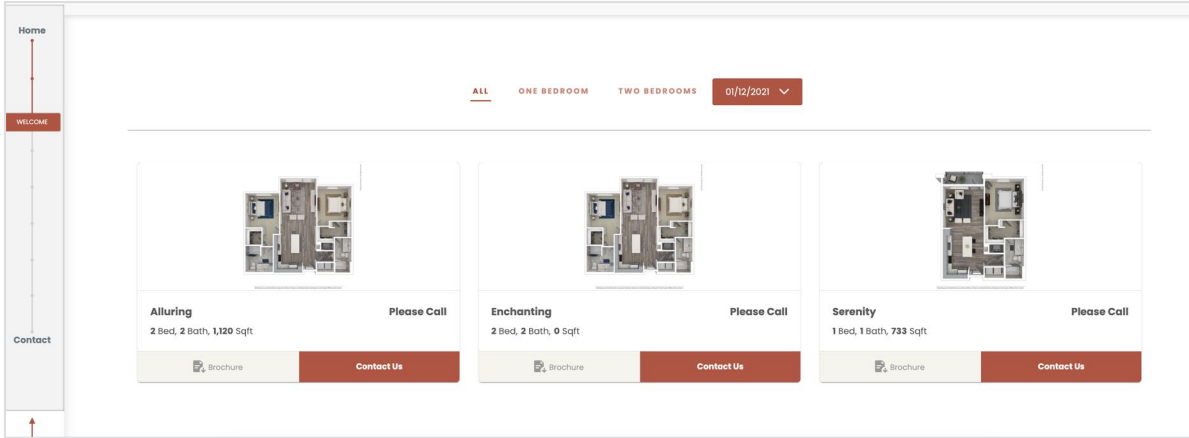 Home
WELCOME
Contact
ALL ONE BEDROOM TWO BEDROOMS 01/12/2021
Alluring Please Call
2 Bed, 2 Bath, 1,120 Sqft
Brochure Contact Us
Enchanting Please Call
2 Bed, 2 Bath, 0 Sqft
Brochure Contact Us
Serenity Please Call
1 Bed, 1 Bath, 733 Sqft
Brochure Contact Us